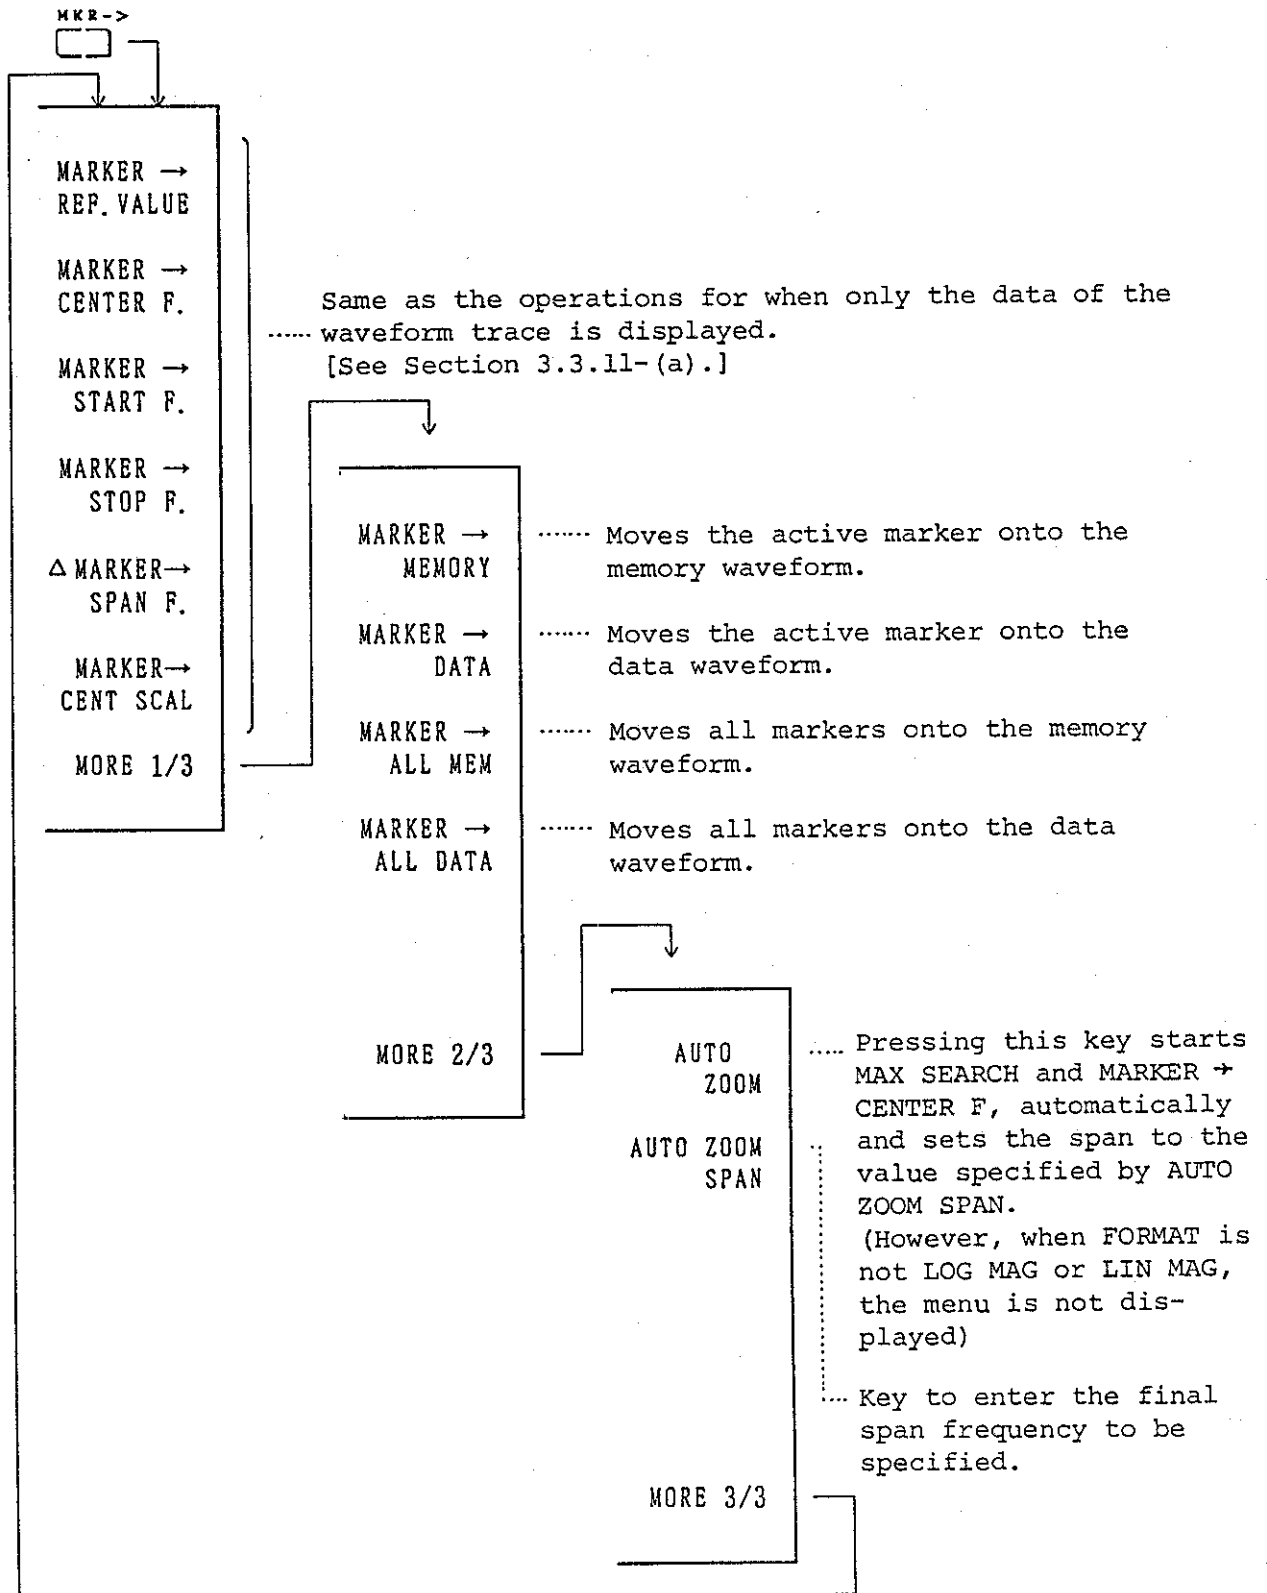 MKR->
MARKER →
REF. VALUE
MARKER →
CENTER F.
MARKER →
START F.
MARKER →
STOP F.
△ MARKER→
SPAN F.
MARKER→
CENT SCAL
MORE 1/3
Same as the operations for when only the data of the
waveform trace is displayed.
[See Section 3.3.11-(a).]
MARKER →
MEMORY
Moves the active marker onto the
memory waveform.
MARKER →
DATA
Moves the active marker onto the
data waveform.
MARKER →
ALL MEM
Moves all markers onto the memory
waveform.
MARKER →
ALL DATA
Moves all markers onto the data
waveform.
MORE 2/3
AUTO
ZOOM
Pressing this key starts
MAX SEARCH and MARKER →
CENTER F, automatically
and sets the span to the
value specified by AUTO
ZOOM SPAN.
(However, when FORMAT is
not LOG MAG or LIN MAG,
the menu is not dis-
played)
AUTO ZOOM
SPAN
Key to enter the final
span frequency to be
specified.
MORE 3/3